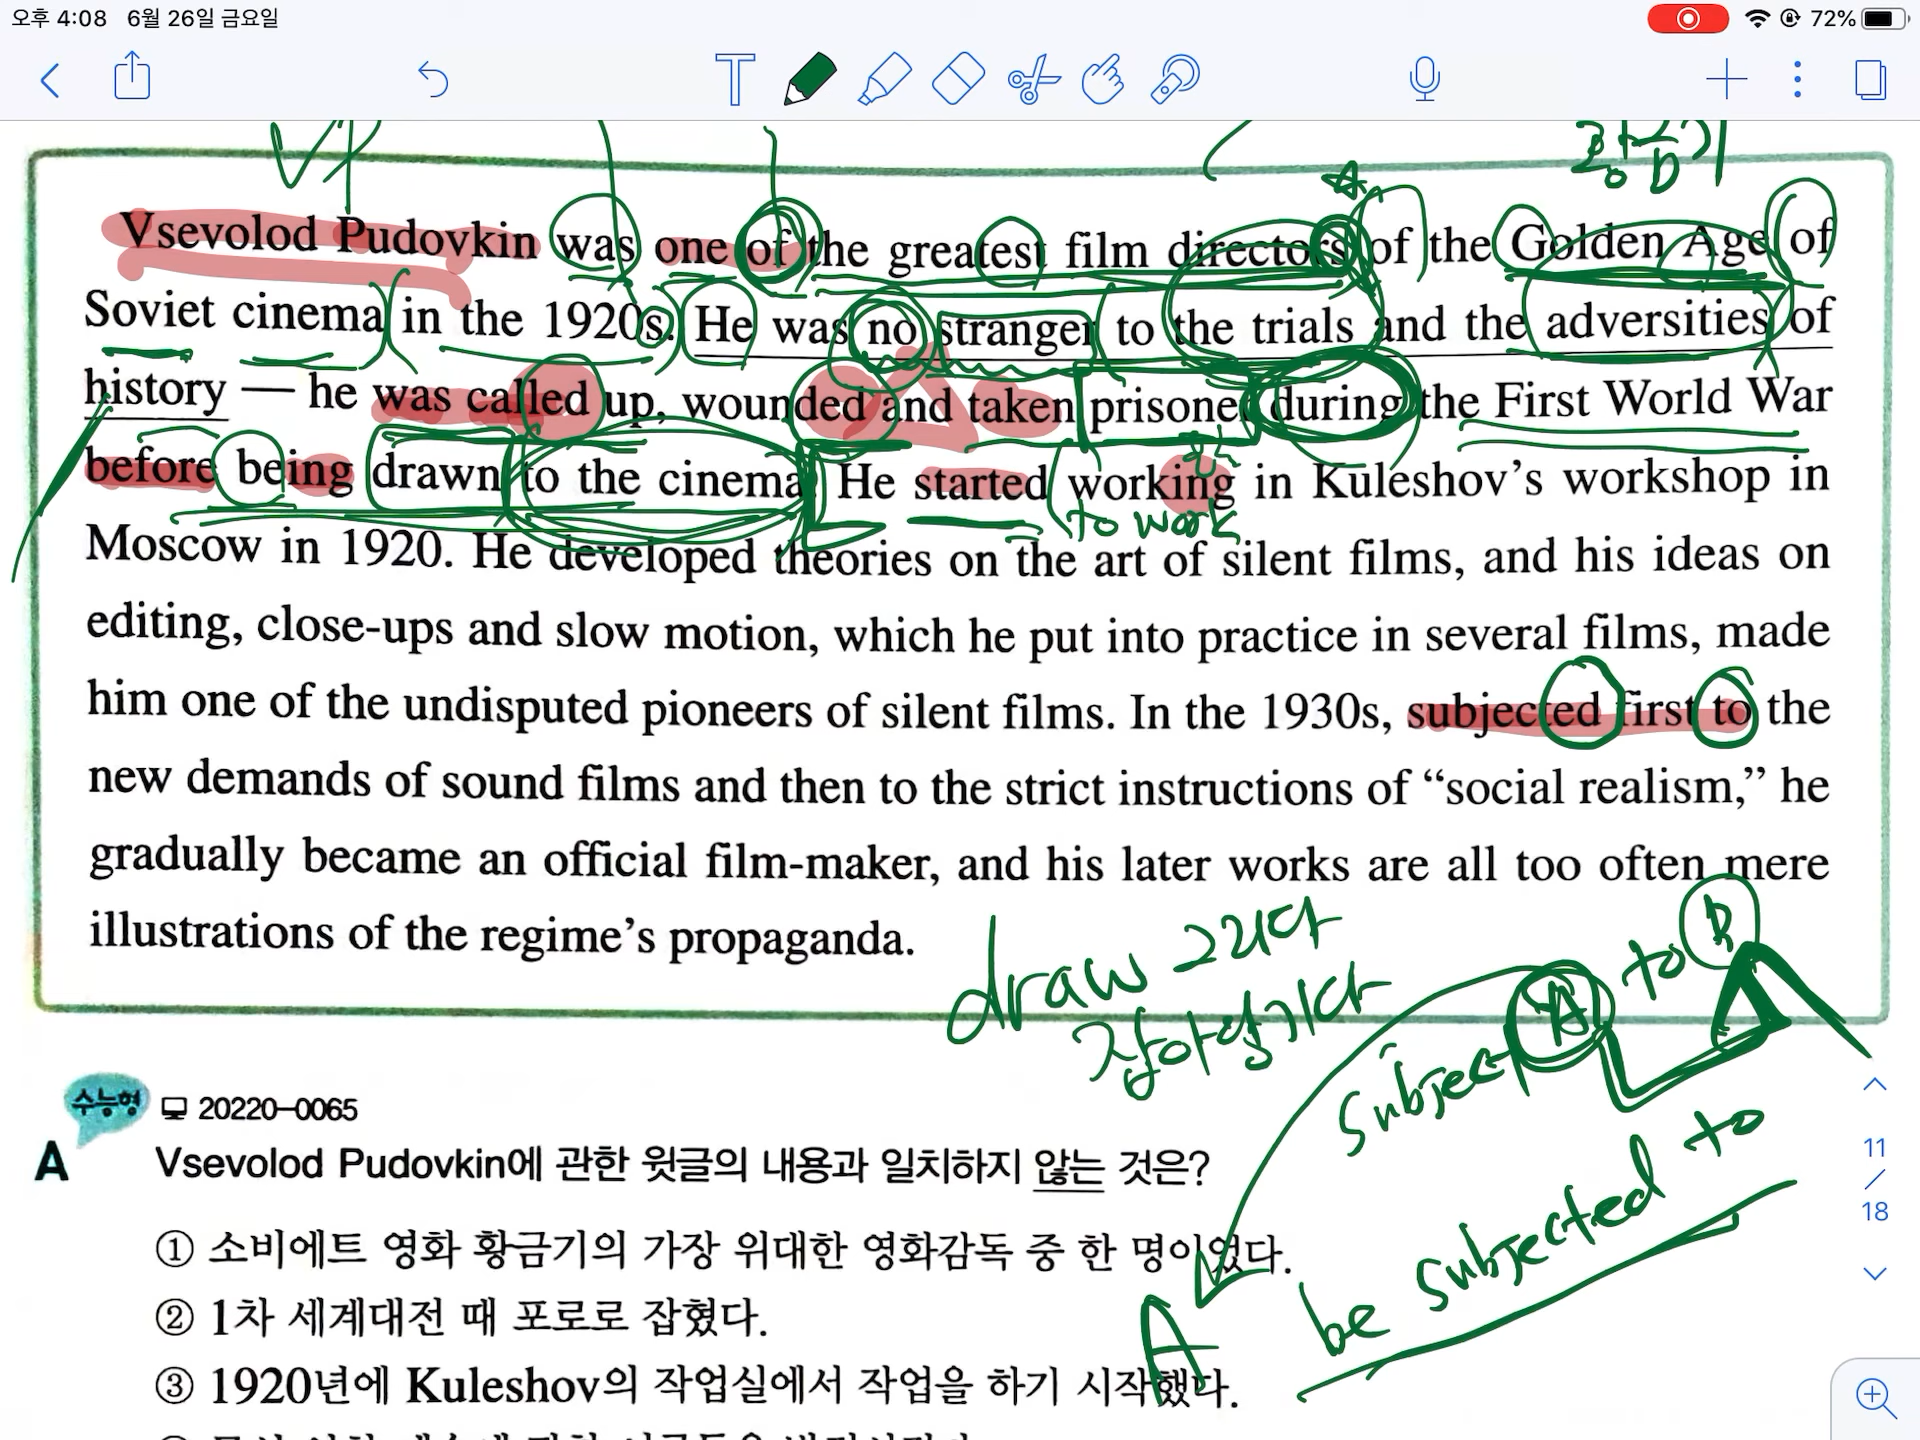 오후 4:08 6월 26일 금요일
72%
Vsevolod Pudovkin was one of the greatest film directors of the Golden Age of
Soviet cinema in the 1920s. He was no stranger to the trials and the adversities of
history — he was called up, wounded and taken prisoner during the First World War
before being drawn to the cinema. He started working in Kuleshov's workshop in
to work
Moscow in 1920. He developed theories on the art of silent films, and his ideas on
editing, close-ups and slow motion, which he put into practice in several films, made
him one of the undisputed pioneers of silent films. In the 1930s, subjected first to the
new demands of sound films and then to the strict instructions of “social realism,” he
gradually became an official film-maker, and his later works are all too often mere
illustrations of the regime's propaganda.
draw 그리다
잡아당기다
subject A to B
be subjected to
A
수능형 20220-0065
A Vsevolod Pudovkin에 관한 윗글의 내용과 일치하지 않는 것은?
① 소비에트 영화 황금기의 가장 위대한 영화감독 중 한 명이었다.
② 1차 세계대전 때 포로로 잡혔다.
③ 1920년에 Kuleshov의 작업실에서 작업을 하기 시작했다.
11
/
18